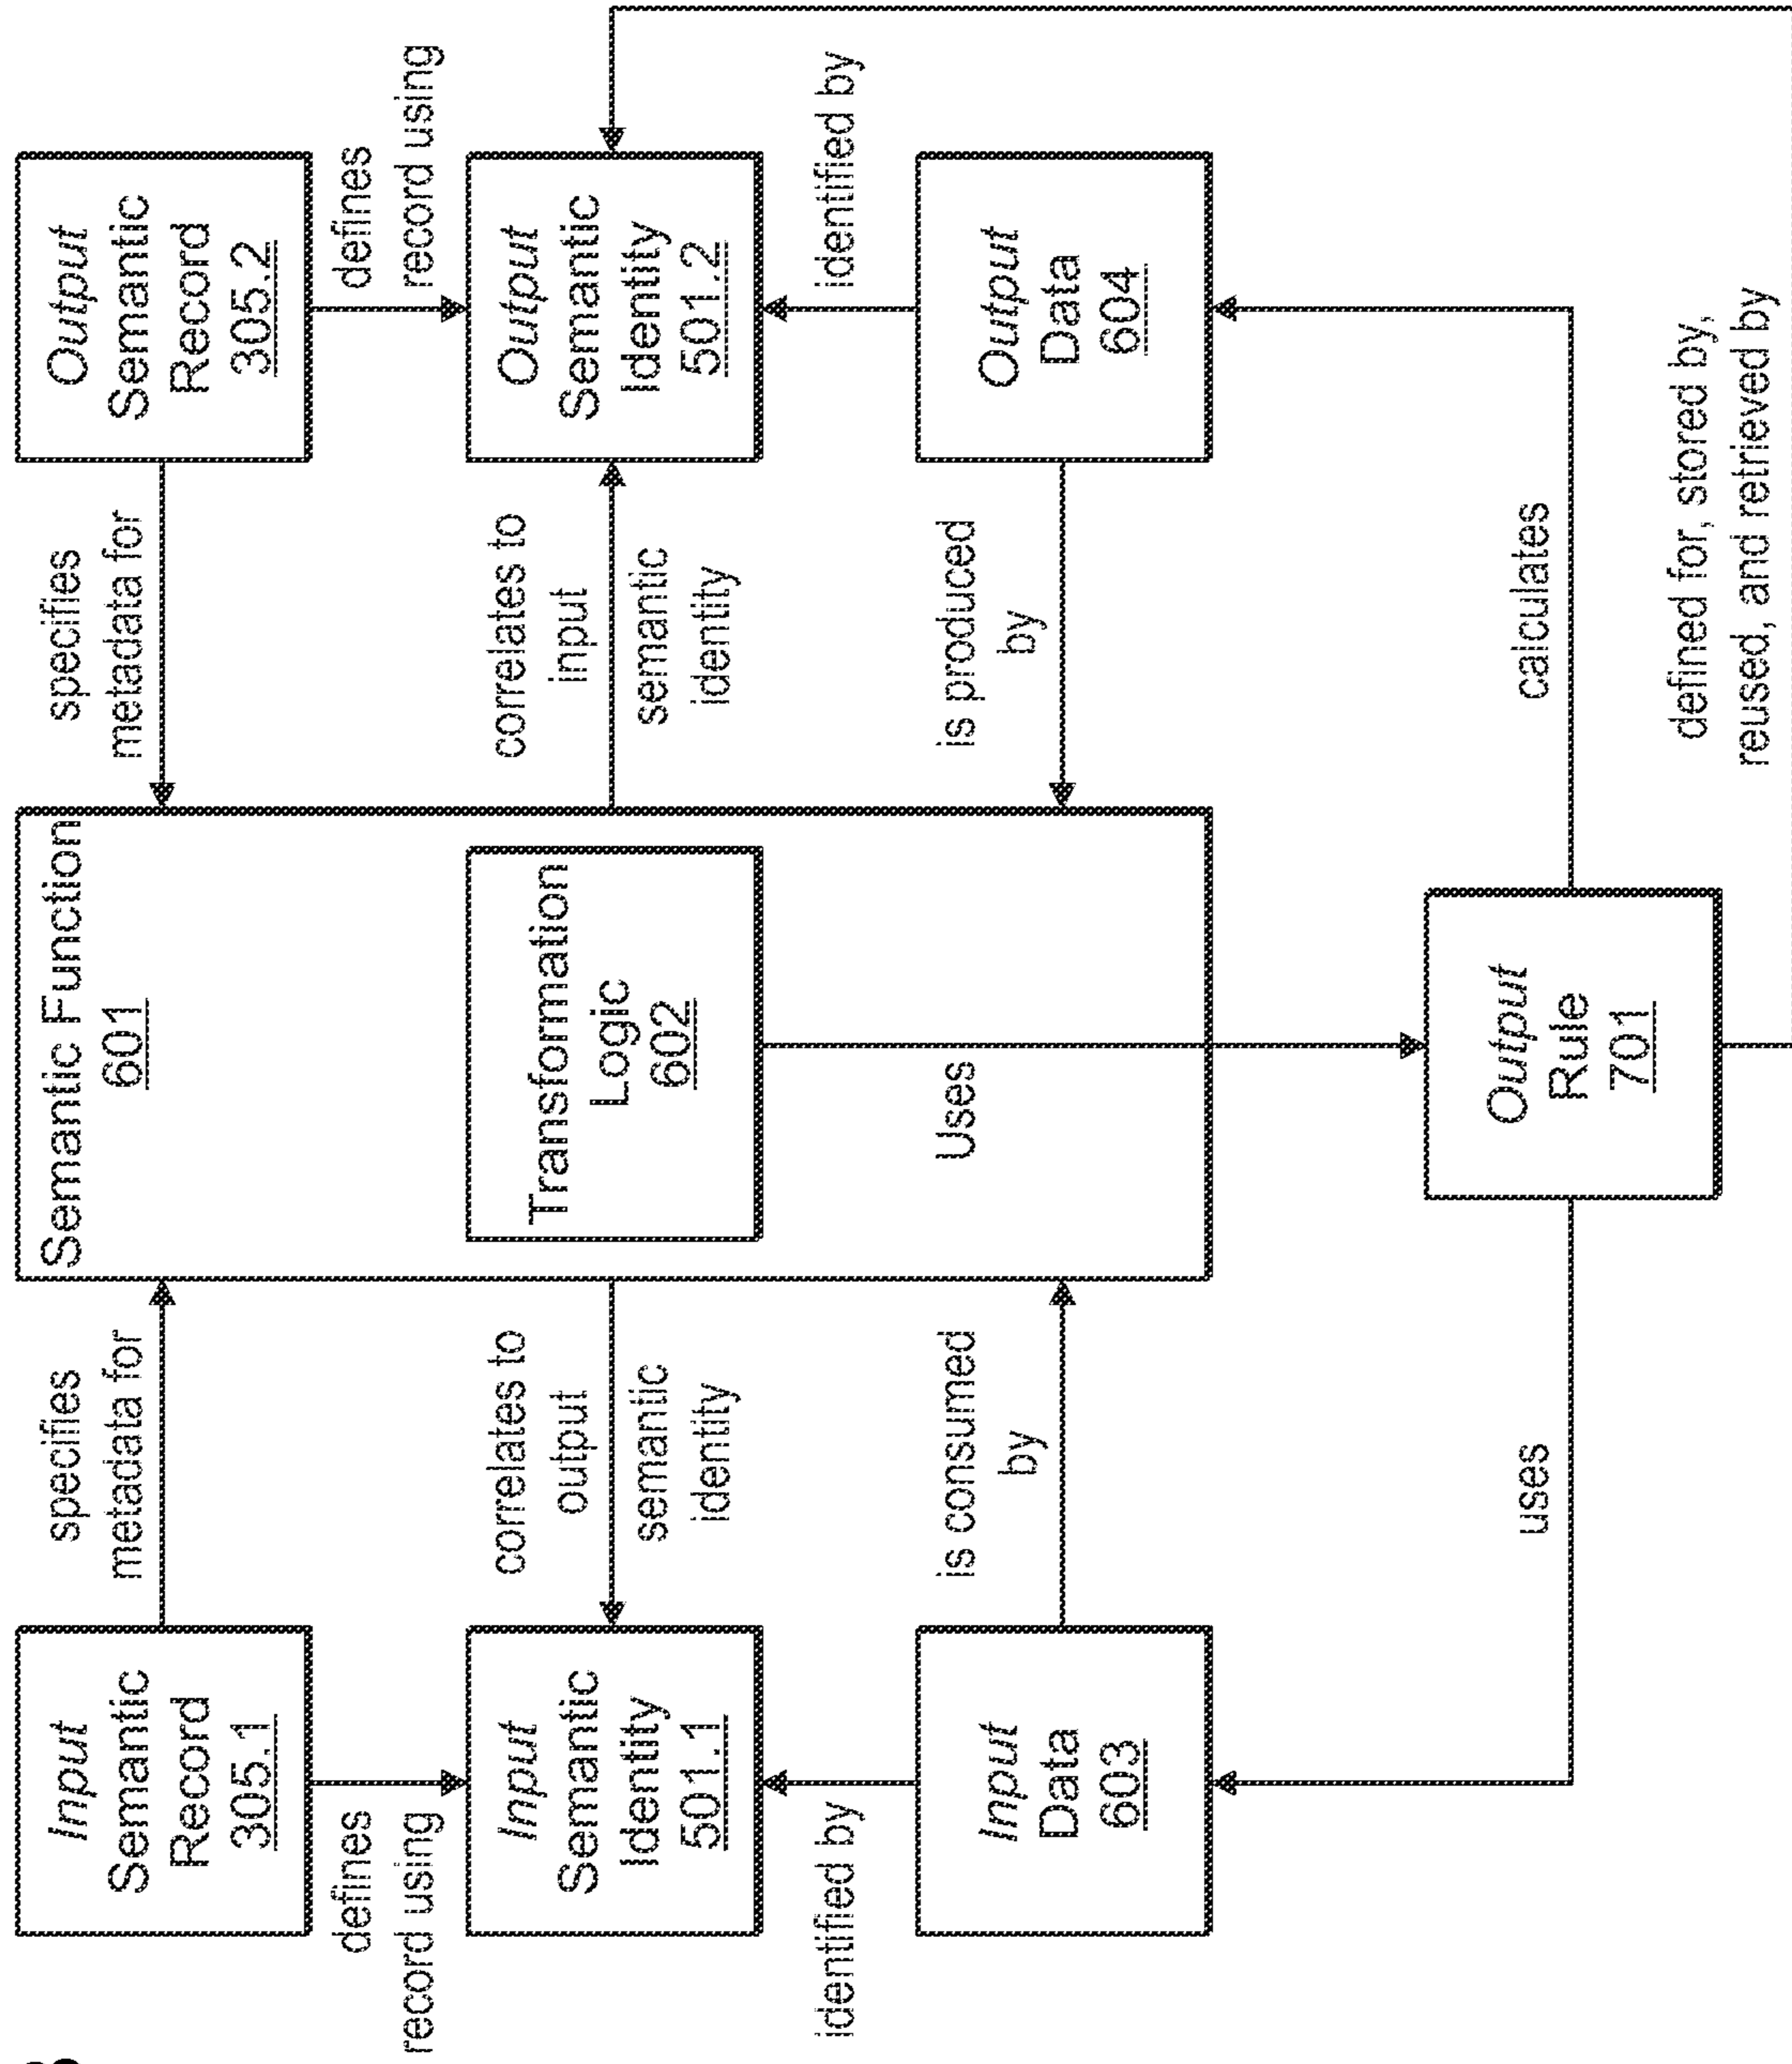 Input
Semantic
Record
305.1
specifies
metadata for
Semantic Function
601
specifies
metadata for
Output
Semantic
Record
305.2
defines
record using
defines
record using
Input
Semantic
Identity
501.1
correlates to
output
semantic
identity
Transformation
Logic
602
correlates to
input
semantic
identity
Output
Semantic
Identity
501.2
identified by
identified by
Input
Data
603
is consumed
by
Uses
is produced
by
Output
Data
604
uses
Output
Rule
701
calculates
defined for, stored by,
reused, and retrieved by